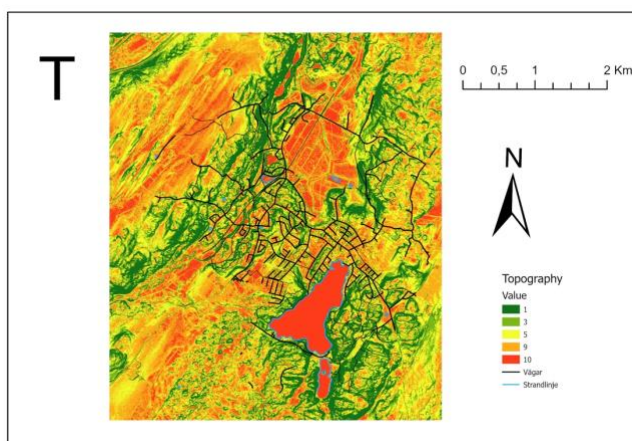 T
0 0,5 1 2 Km
N
Topography
Value
1
3
5
9
10
Vägar
Strandlinje